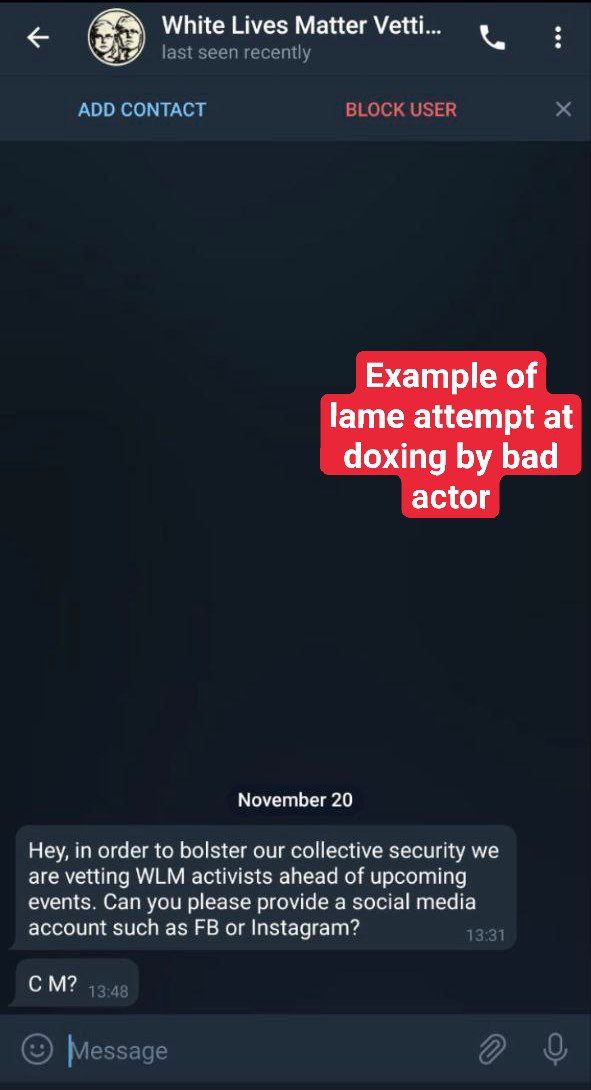 White Lives Matter Vetti...
last seen recently
ADD CONTACT
BLOCK USER
Example of
lame attempt at
doxing by bad
actor
November 20
Hey, in order to bolster our collective security we
are vetting WLM activists ahead of upcoming
events. Can you please provide a social media
account such as FB or Instagram?
13:31
C M? 13:48
Message